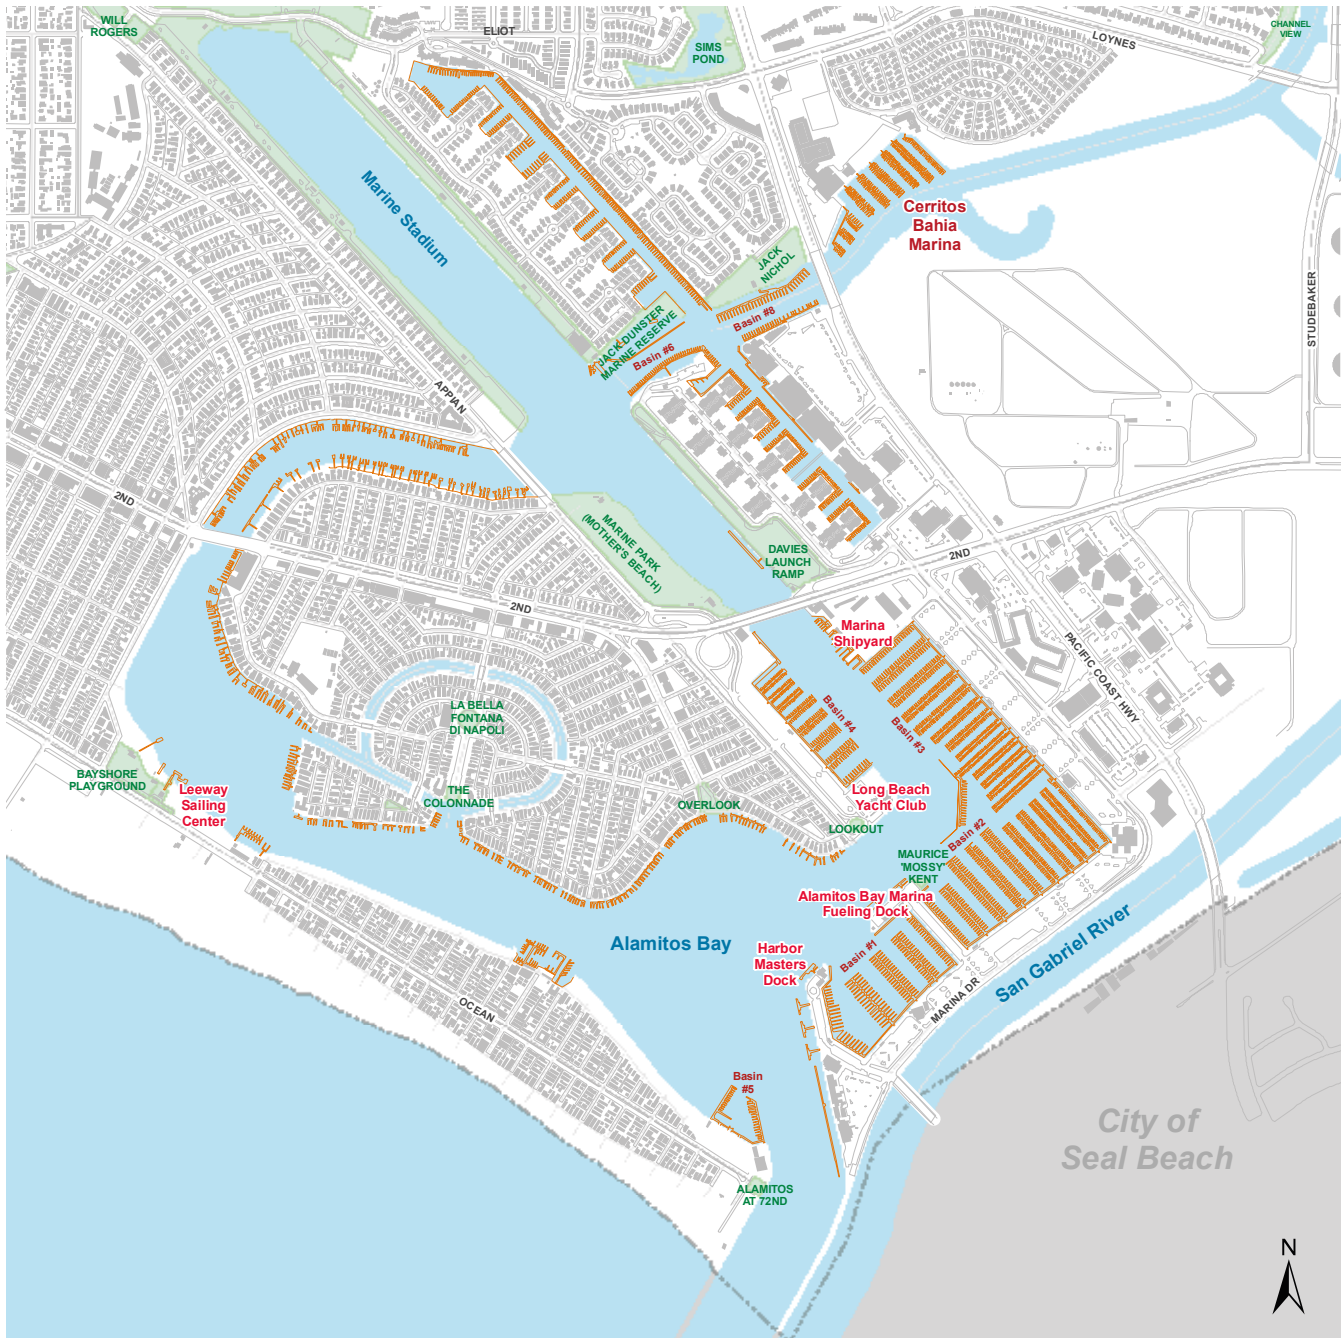 WILL
ROGERS
ELIOT
SIMS
POND
LOYNES
CHANNEL
VIEW
Marine Stadium
Cerritos
Bahia
Marina
JACK
NICHOL
STUDEBAKER
JACK DUNSTER
MARINE RESERVE
Basin #8
Basin #6
APPIAN
2ND
MARINE PARK
(MOTHER'S BEACH)
DAVIES
LAUNCH
RAMP
2ND
2ND
Marina
Shipyard
PACIFIC COAST HWY
LA BELLA
FONTANA
DI NAPOLI
Basin #4
Basin #3
BAYSHORE
PLAYGROUND
Leeway
Sailing
Center
THE
COLONNADE
OVERLOOK
Long Beach
Yacht Club
LOOKOUT
Basin #2
MAURICE
'MOSSY'
KENT
Alamitos Bay Marina
Fueling Dock
Alamitos Bay
Harbor
Masters
Dock
Basin #1
San Gabriel River
MARINA DR
OCEAN
Basin
#5
City of
Seal Beach
ALAMITOS
AT 72ND
N